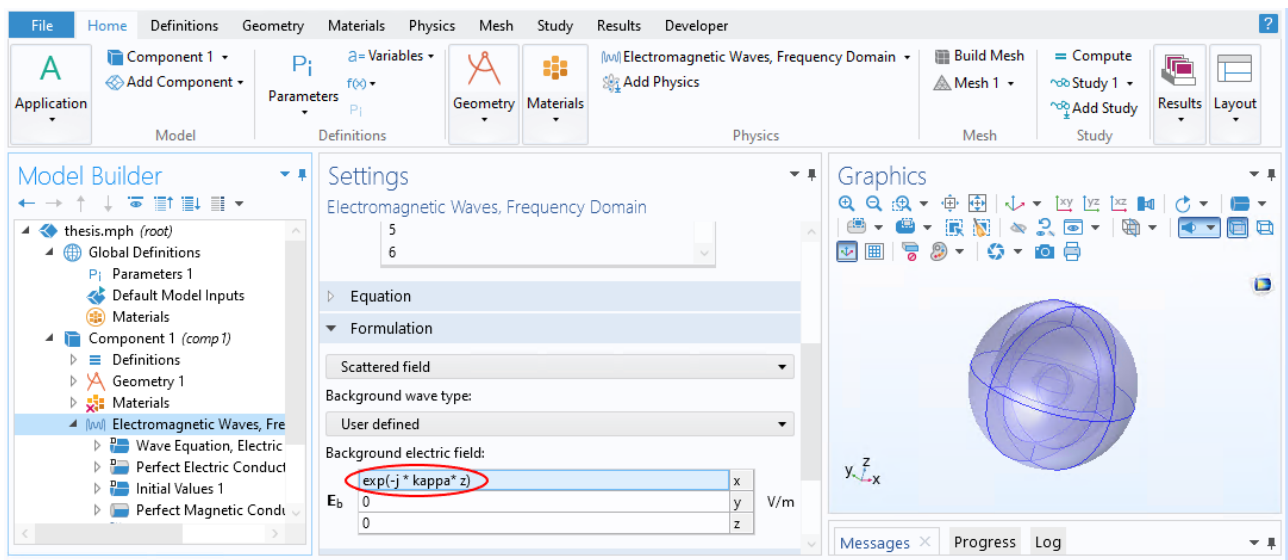 File Home Definitions Geometry Materials Physics Mesh Study Results Developer ?
A Component 1 Pi a= Variables Electromagnetic Waves, Frequency Domain Build Mesh = Compute
Add Component f(x) Add Physics Mesh 1 Study 1
Application Parameters Pi Geometry Materials Add Study Results Layout
Model Definitions Physics Mesh Study
Model Builder
thesis.mph (root)
Global Definitions
Pi Parameters 1
Default Model Inputs
Materials
Component 1 (comp1)
Definitions
Geometry 1
Materials
Electromagnetic Waves, Fre
Wave Equation, Electric
Perfect Electric Conduct
Initial Values 1
Perfect Magnetic Condu
Settings
Electromagnetic Waves, Frequency Domain
5
6
Equation
Formulation
Scattered field
Background wave type:
User defined
Background electric field:
exp(-j * kappa* z) x
Eb 0 y V/m
0 z
Graphics
xy yz xz
z
y x
Messages Progress Log